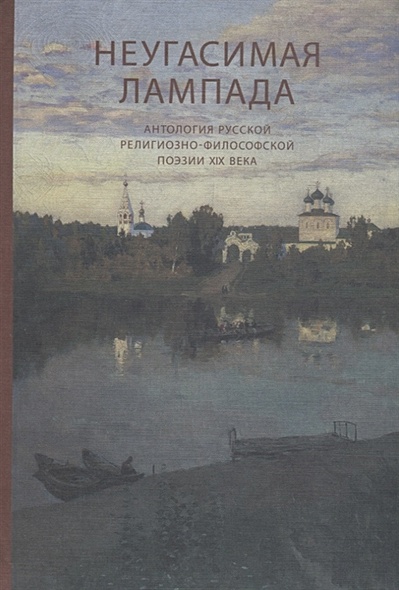 НЕУГАСИМАЯ
ЛАМПАДА
АНТОЛОГИЯ РУССКОЙ
РЕЛИГИОЗНО-ФИЛОСОФСКОЙ
ПОЭЗИИ XIX ВЕКА